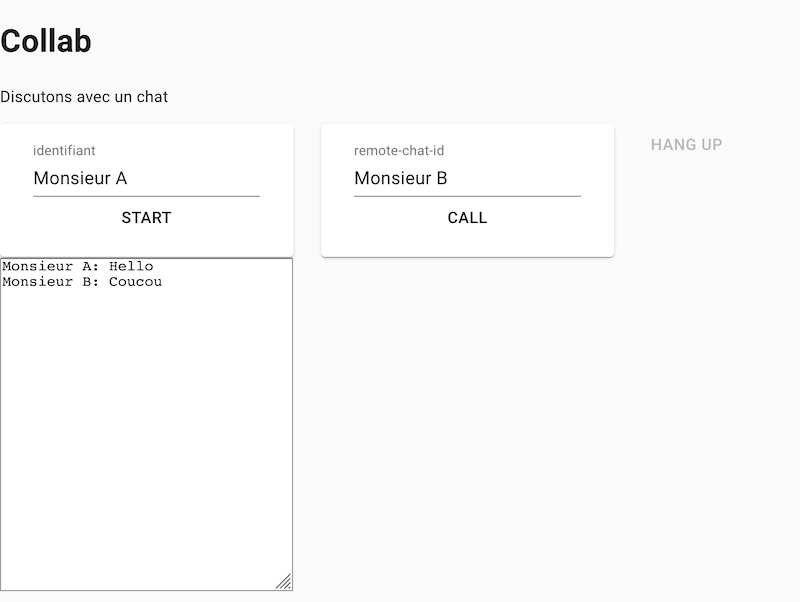 Collab
Discutons avec un chat
identifiant
Monsieur A
START
remote-chat-id
Monsieur B
CALL
HANG UP
Monsieur A: Hello
Monsieur B: Coucou